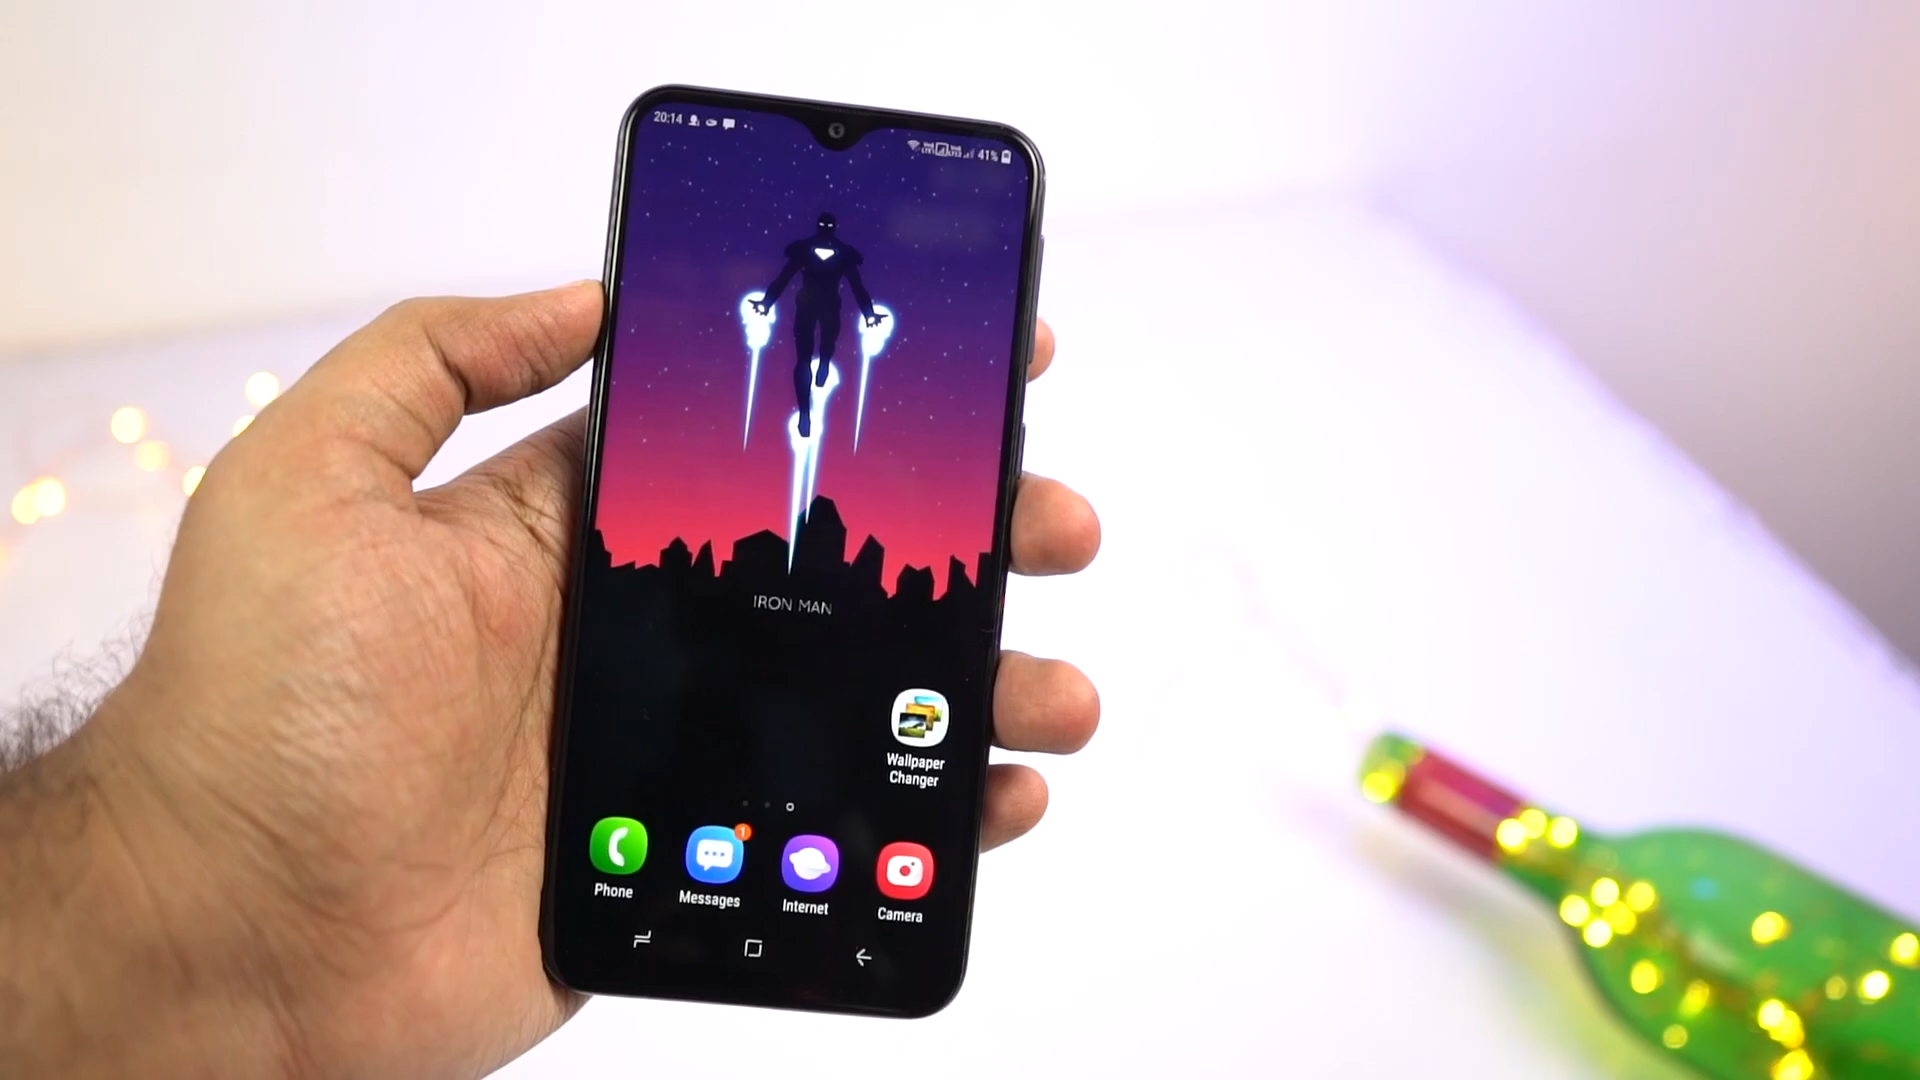 20:14
41%
IRON MAN
Wallpaper
Changer
1
Phone
Messages
Internet
Camera